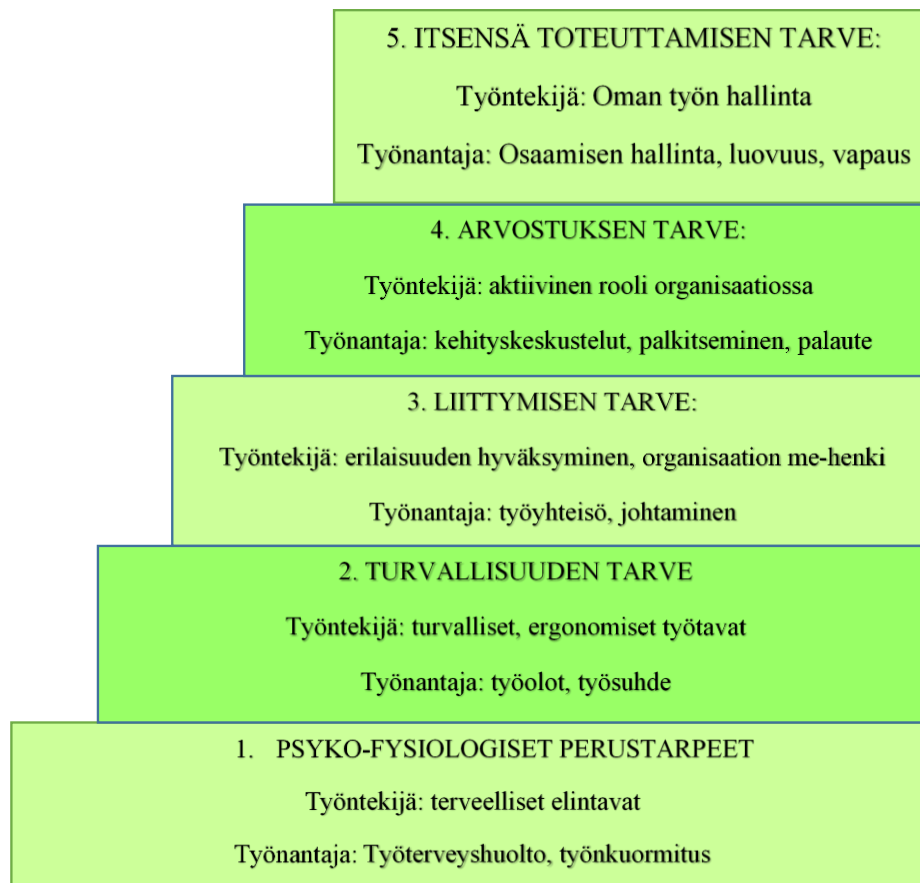 5. ITSENSÄ TOTEUTTAMISEN TARVE:
Työntekijä: Oman työn hallinta
Työnantaja: Osaamisen hallinta, luovuus, vapaus
4. ARVOSTUKSEN TARVE:
Työntekijä: aktiivinen rooli organisaatiossa
Työnantaja: kehityskeskustelut, palkitseminen, palaute
3. LIITTYMISEN TARVE:
Työntekijä: erilaisuuden hyväksyminen, organisaation me-henki
Työnantaja: työyhteisö, johtaminen
2. TURVALLISUUDEN TARVE
Työntekijä: turvalliset, ergonomiset työtavat
Työnantaja: työolot, työsuhde
1. PSYKO-FYSIOLOGISET PERUSTARPEET
Työntekijä: terveelliset elintavat
Työnantaja: Työterveyshuolto, työnkuormitus